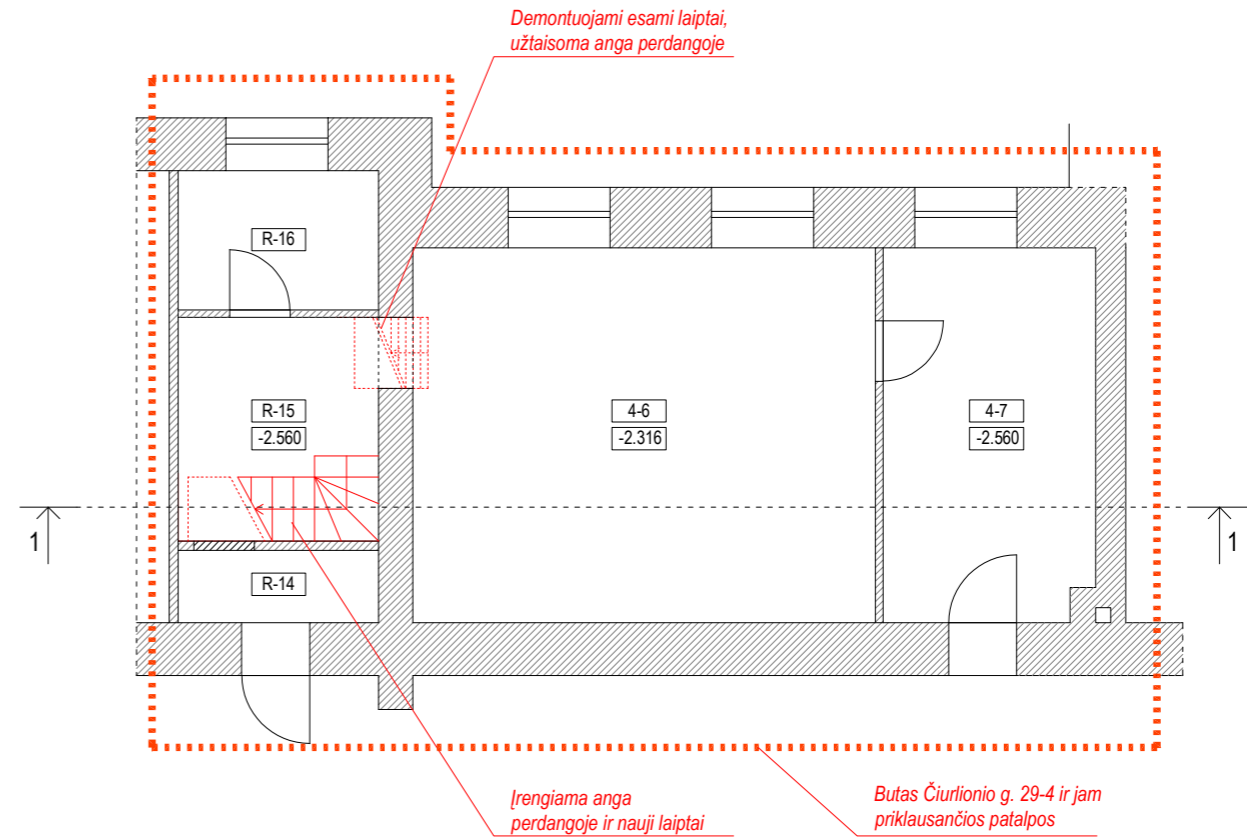 Demontuojami esami laiptai,
užtaisoma anga perdangoje
R-16
R-15
-2.560
4-6
-2.316
4-7
-2.560
1
1
R-14
Įrengiama anga
perdangoje ir nauji laiptai
Butas Čiurlionio g. 29-4 ir jam
priklausančios patalpos